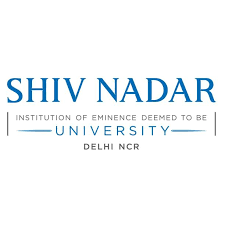 SHIV NADAR
INSTITUTION OF EMINENCE DEEMED TO BE
UNIVERSITY
DELHI NCR